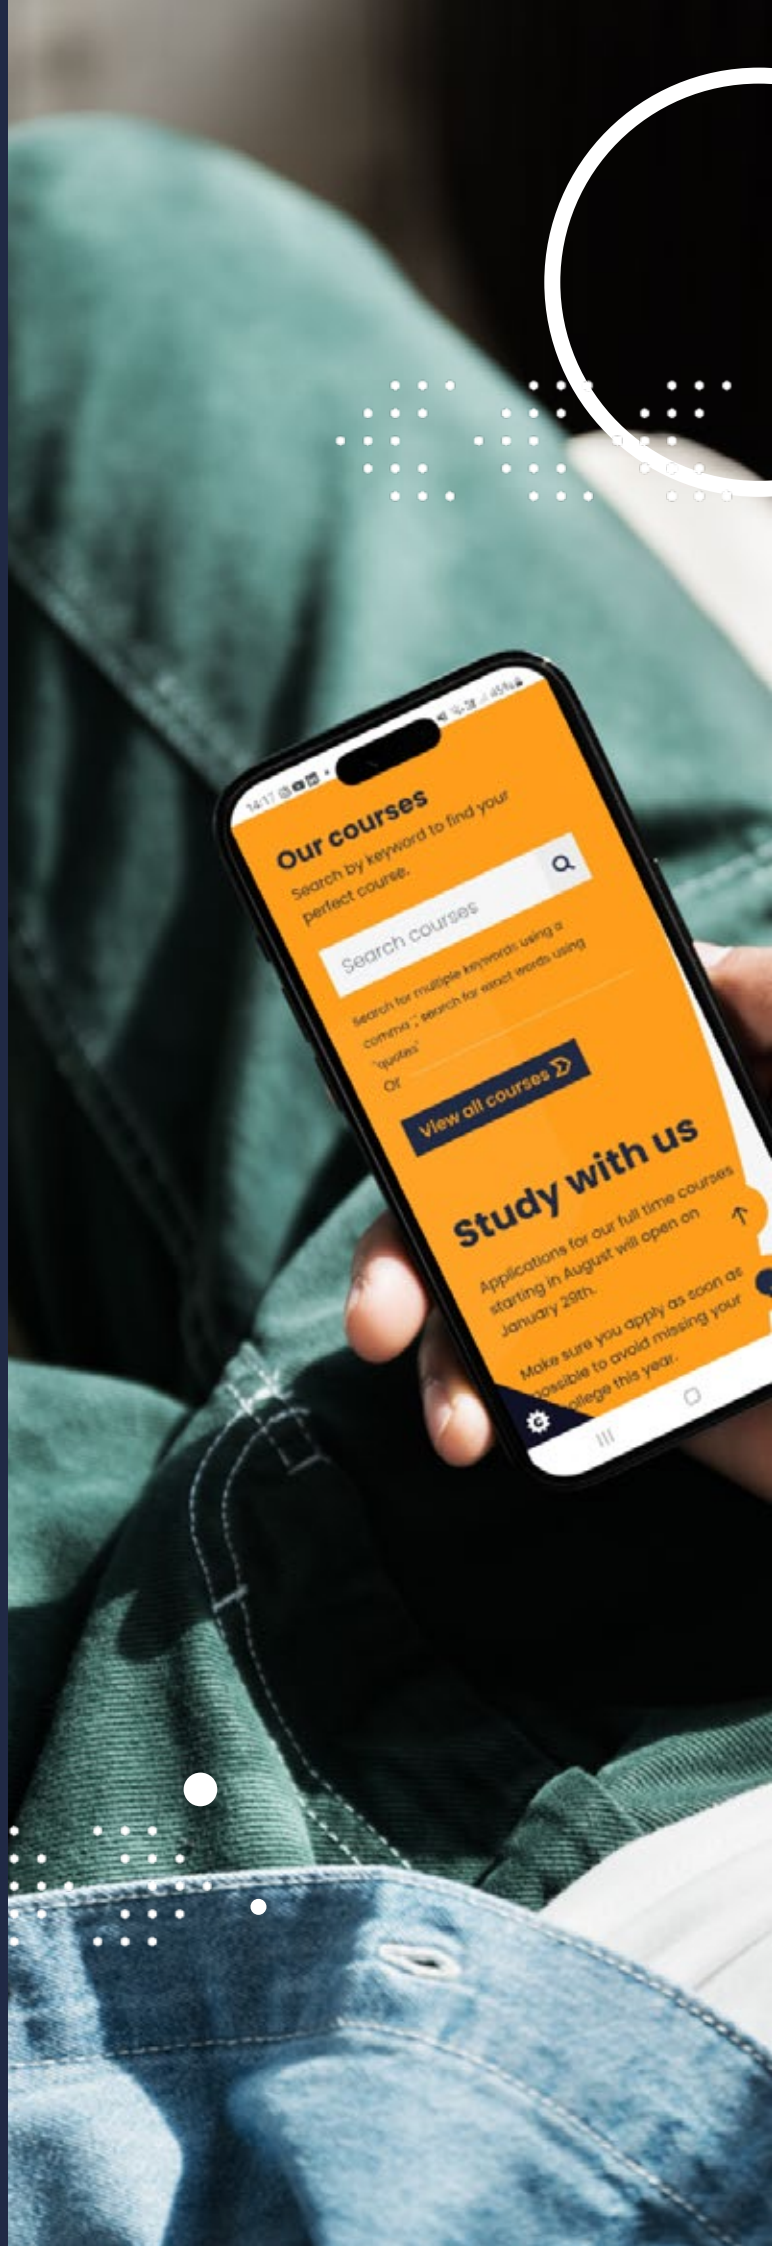 14:17
45%
Our courses
Search by keyword to find your
perfect course.
Search courses
Search for multiple keywords using a
comma ',' search for exact words using
"quotes"
Or
View all courses
Study with us
Applications for our full time courses
starting in August will open on
January 29th.
Make sure you apply as soon as
possible to avoid missing your
college this year.